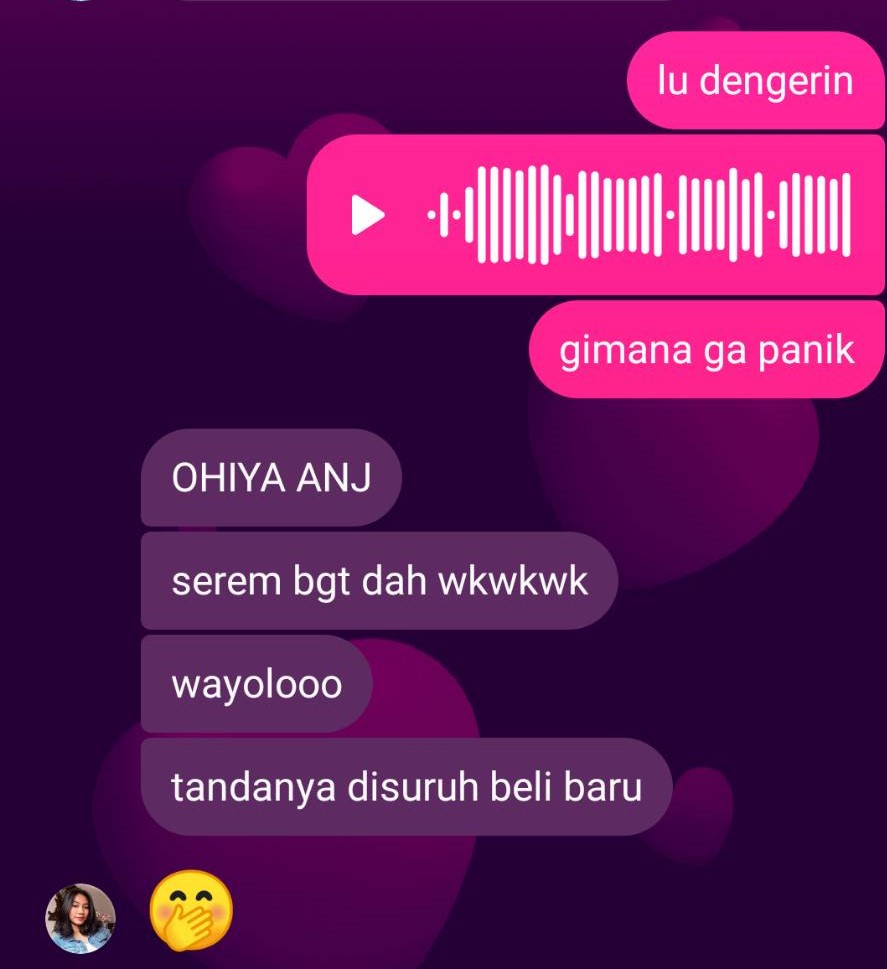 lu dengerin
gimana ga panik
OHIYA ANJ
serem bgt dah wkwkwk
wayolooo
tandanya disuruh beli baru